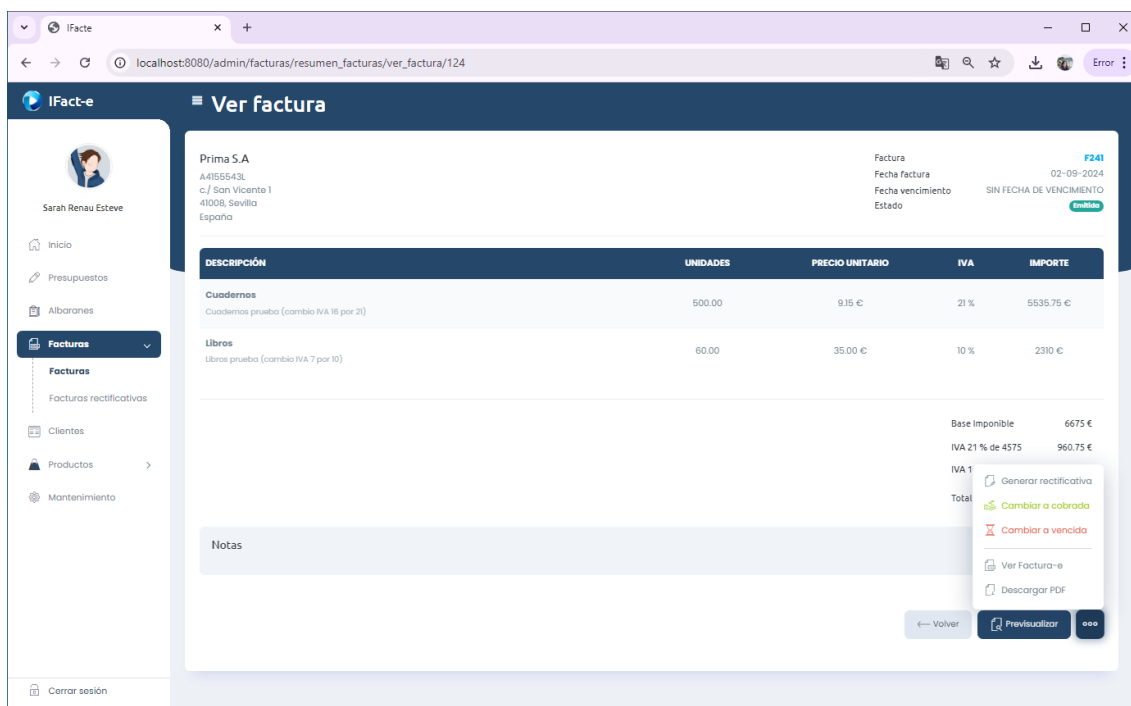 IFacte
localhost:8080/admin/facturas/resumen_facturas/ver_factura/124
Error
IFact-e
Ver factura
Sarah Renau Esteve
Inicio
Presupuestos
Albaranes
Facturas
Facturas
Facturas rectificativas
Clientes
Productos
Mantenimiento
Cerrar sesión
Prima S.A
A4155543L
c./ San Vicente 1
41008, Sevilla
España
Factura F241
Fecha factura 02-09-2024
Fecha vencimiento SIN FECHA DE VENCIMIENTO
Estado Emitida
DESCRIPCIÓN UNIDADES PRECIO UNITARIO IVA IMPORTE
Cuadernos
Cuadernos prueba (cambio IVA 16 por 21)
500.00 9.15 € 21 % 5535.75 €
Libros
Libros prueba (cambio IVA 7 por 10)
60.00 35.00 € 10 % 2310 €
Base Imponible 6675 €
IVA 21 % de 4575 960.75 €
IVA 1
Total
Generar rectificativa
Cambiar a cobrada
Cambiar a vencida
Ver Factura-e
Descargar PDF
Notas
← Volver
Previsualizar